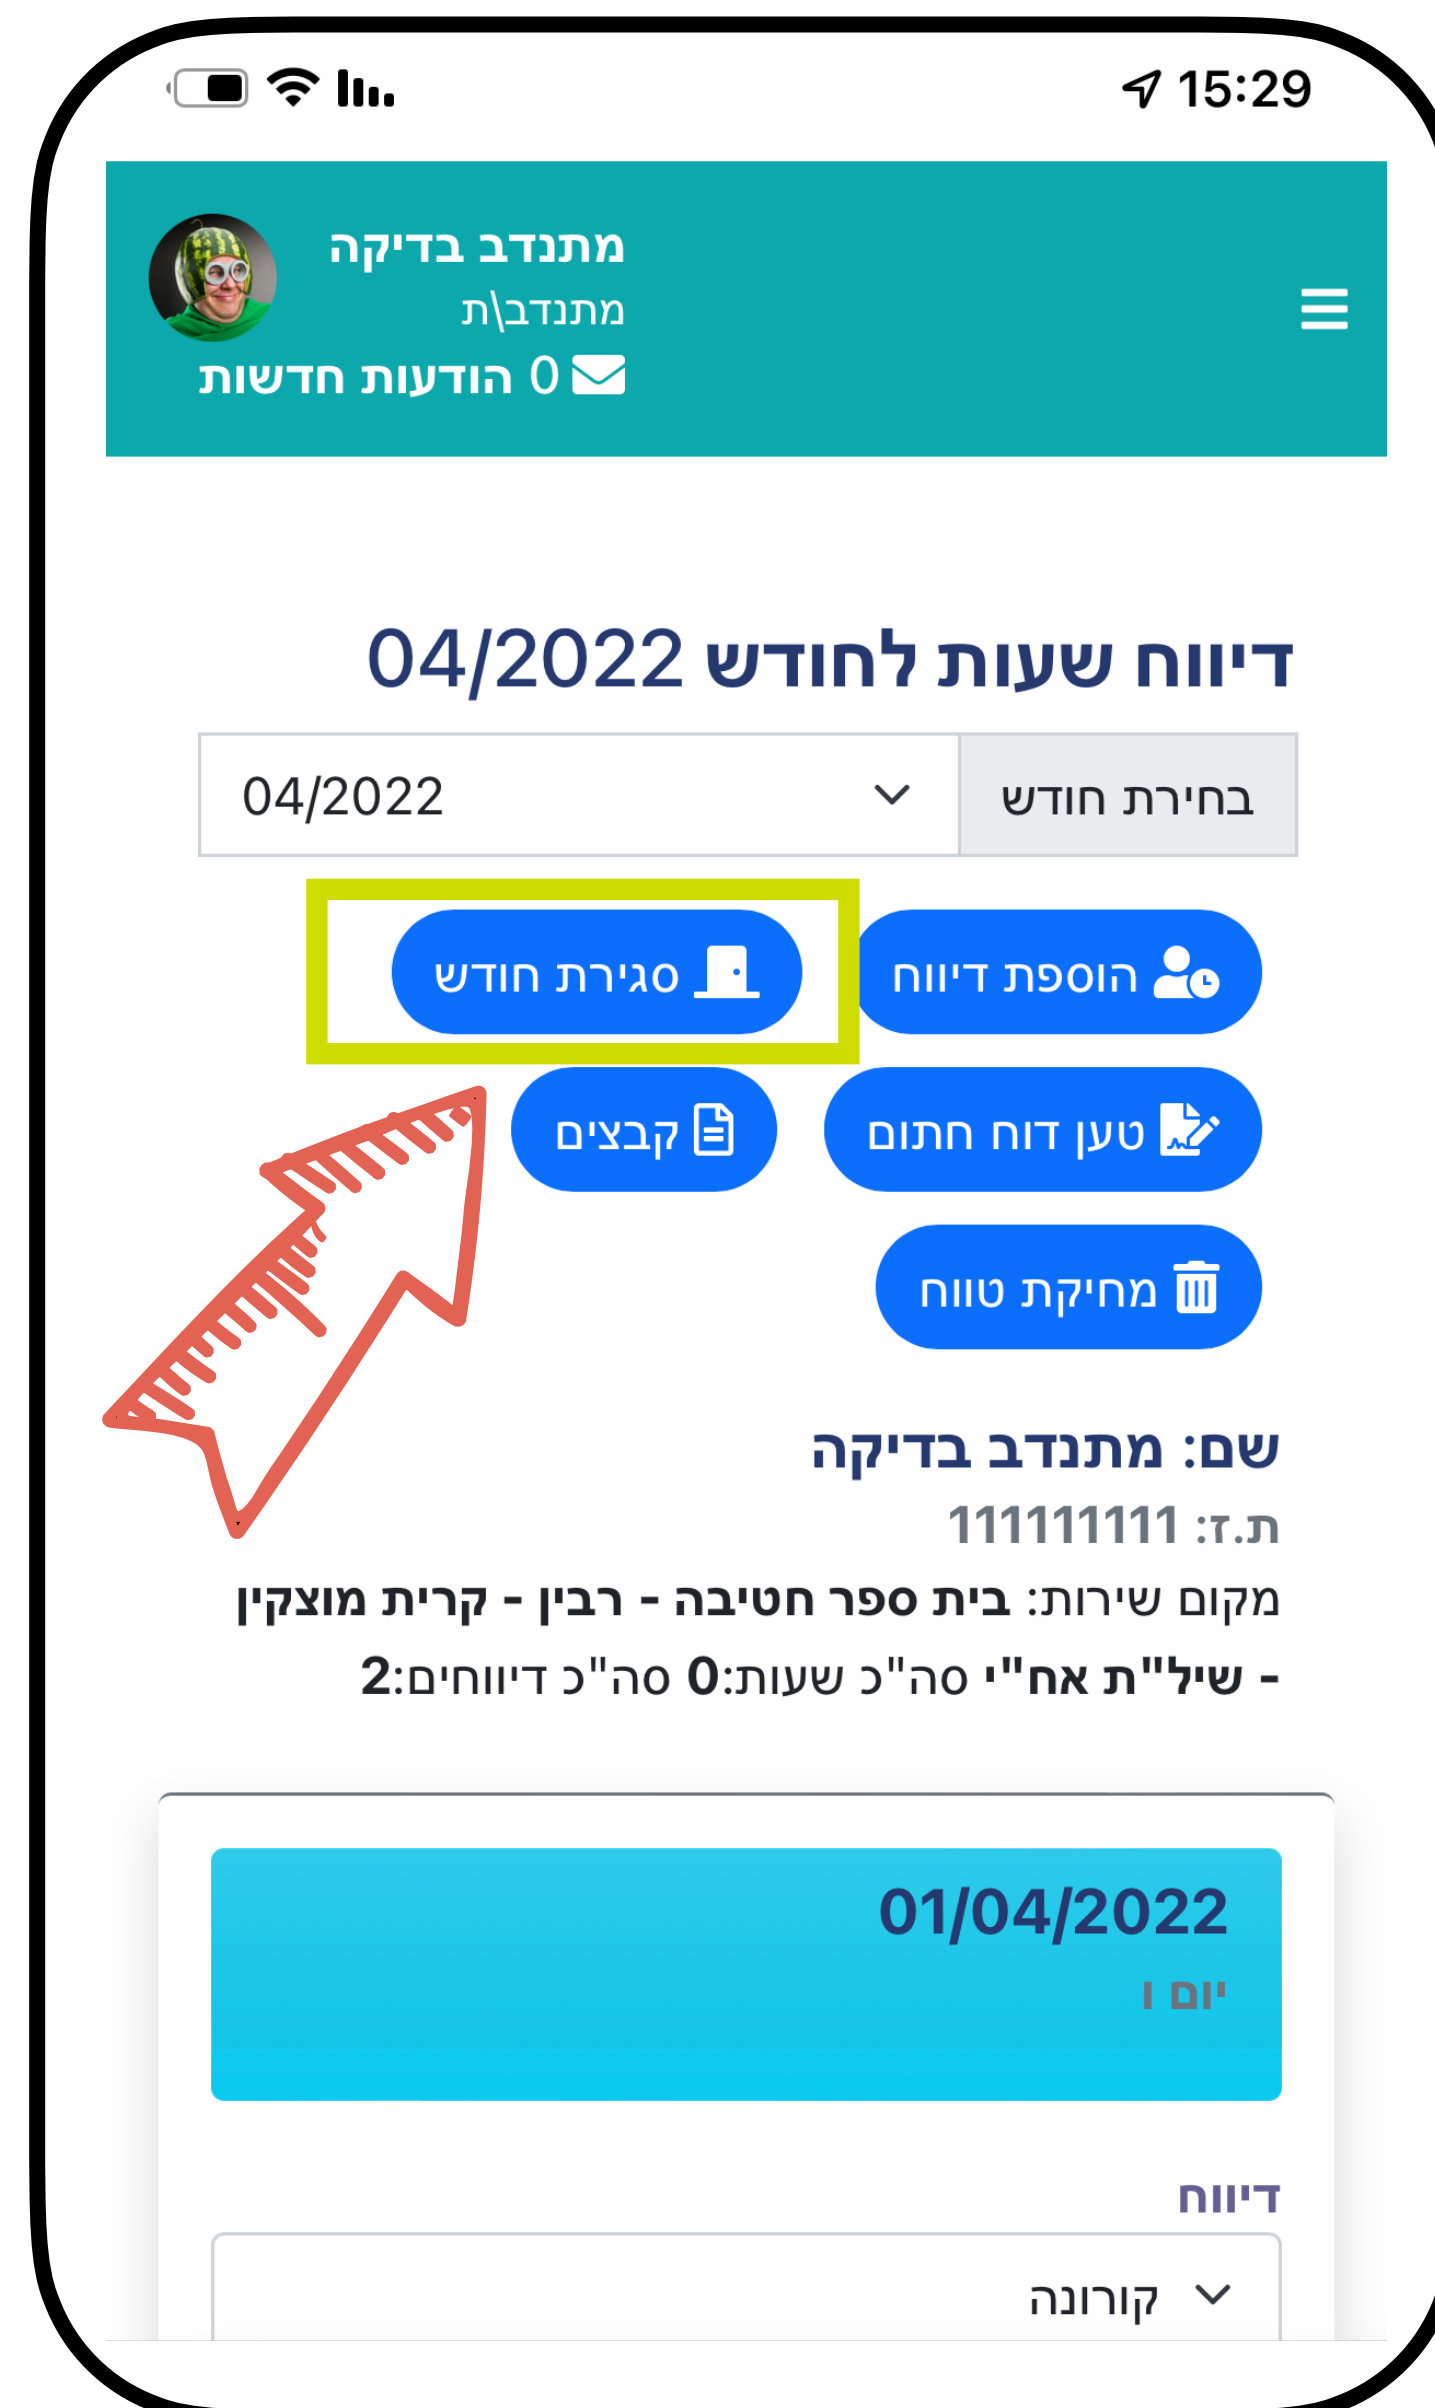 15:29
מתנדב בדיקה
מתנדב\ת
0 הודעות חדשות
דיווח שעות לחודש 04/2022
בחירת חודש
04/2022
הוספת דיווח
סגירת חודש
טען דוח חתום
קבצים
מחיקת טווח
שם: מתנדב בדיקה
ת.ז: 111111111
מקום שירות: בית ספר חטיבה - רבין - קרית מוצקין
- שיל"ת אח"י סה"כ שעות:0 סה"כ דיווחים:2
01/04/2022
יום ו
דיווח
קורונה